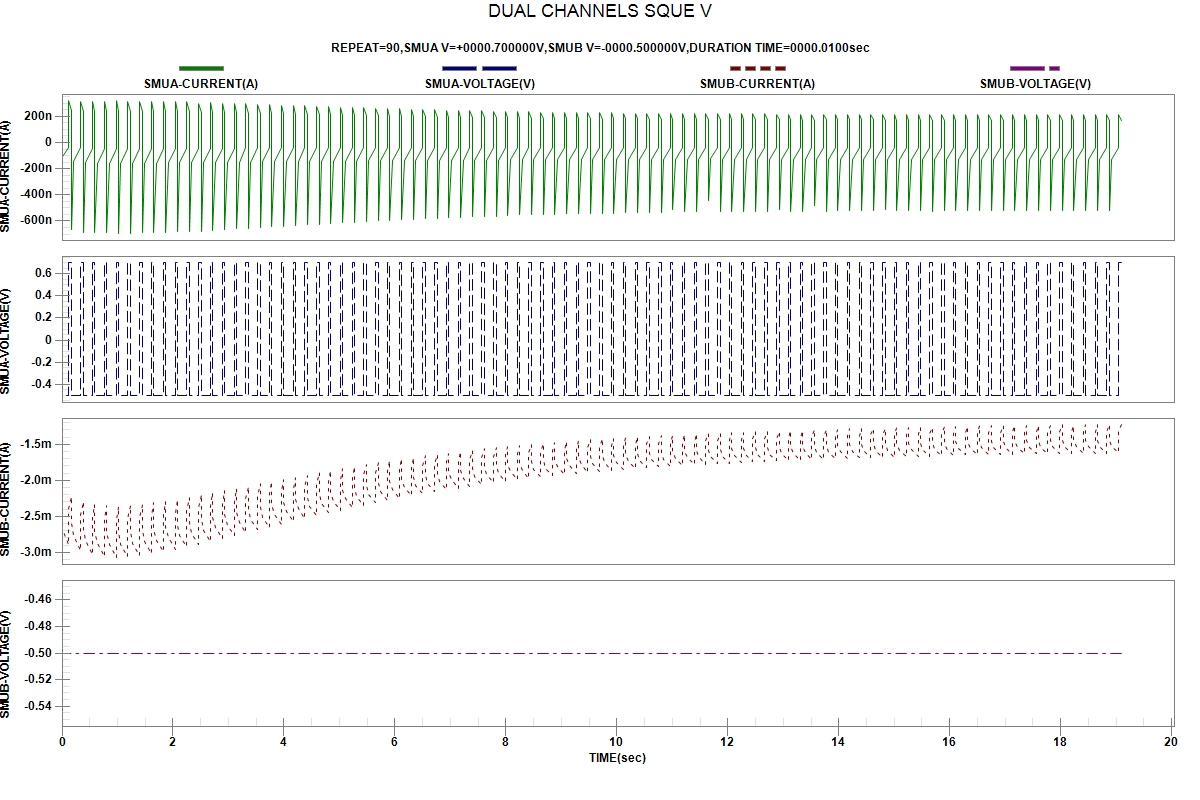 DUAL CHANNELS SQUE V
REPEAT=90,SMUA V=+0000.700000V,SMUB V=-0000.500000V,DURATION TIME=0000.0100sec
SMUA-CURRENT(A) SMUA-VOLTAGE(V) SMUB-CURRENT(A) SMUB-VOLTAGE(V)
SMUA-CURRENT(A)
200n
0
-200n
-400n
-600n
SMUA-VOLTAGE(V)
0.6
0.4
0.2
0
-0.2
-0.4
SMUB-CURRENT(A)
-1.5m
-2.0m
-2.5m
-3.0m
SMUB-VOLTAGE(V)
-0.46
-0.48
-0.50
-0.52
-0.54
0 2 4 6 8 10 12 14 16 18 20
TIME(sec)